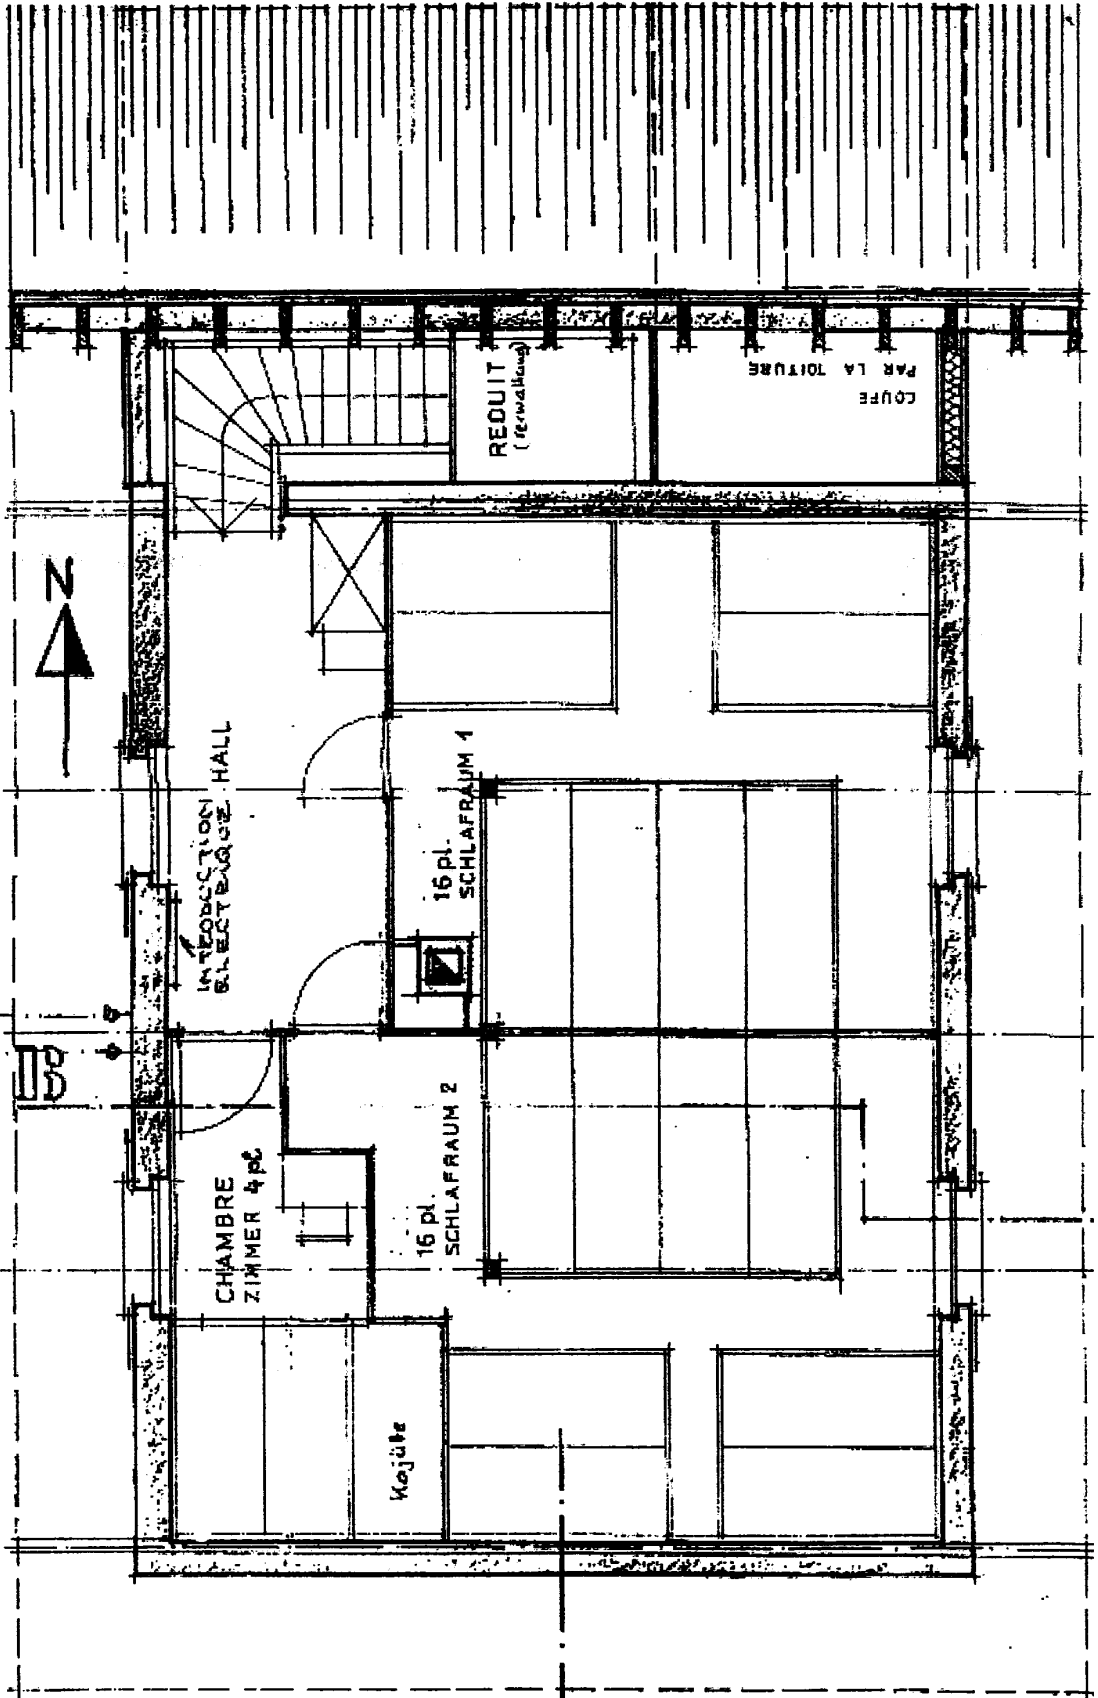 COUPE
PAR LA TOITURE
REDUIT
(Verwaltung)
N
HALL
INTRODUCTION
ELECTRIQUE
16 pl.
SCHLAFRAUM 1
16 pl.
SCHLAFRAUM 2
CHAMBRE
ZIMMER 4 pl
Kajüte